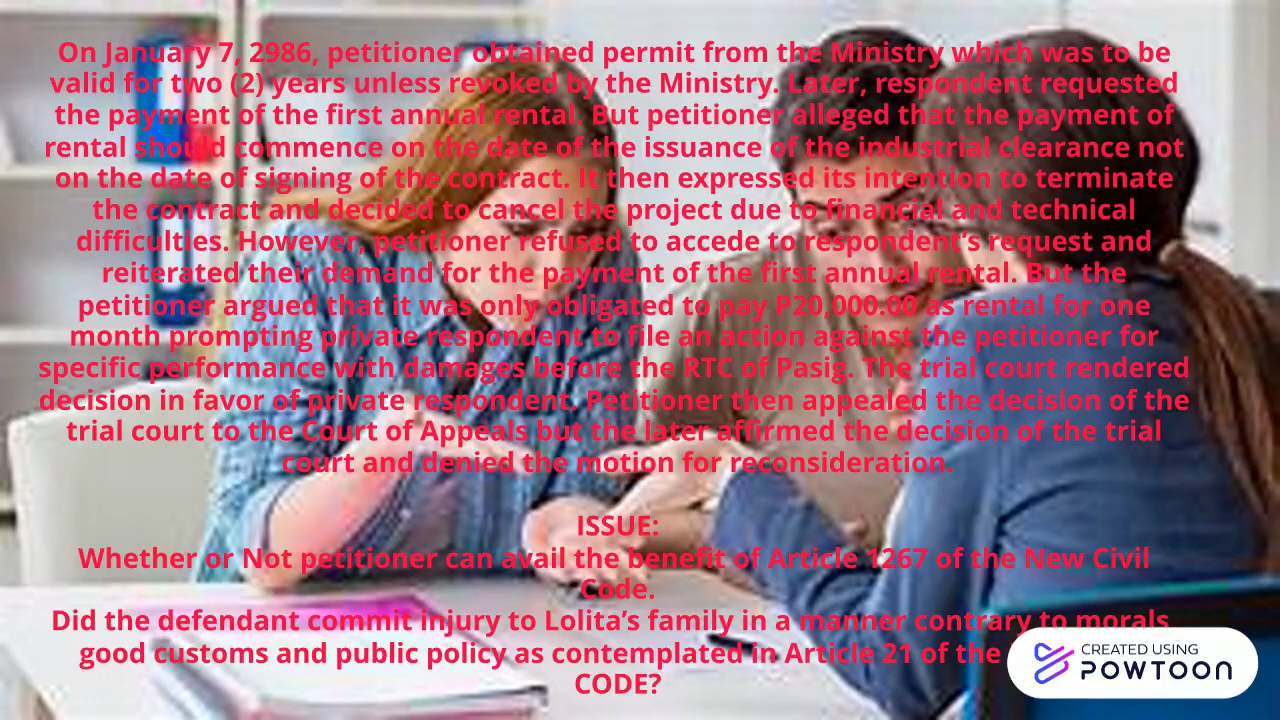 On January 7, 2986, petitioner obtained permit from the Ministry which was to be
valid for two (2) years unless revoked by the Ministry. Later, respondent requested
the payment of the first annual rental. But petitioner alleged that the payment of
rental should commence on the date of the issuance of the industrial clearance not
on the date of signing of the contract. It then expressed its intention to terminate
the contract and decided to cancel the project due to financial and technical
difficulties. However, petitioner refused to accede to respondent's request and
reiterated their demand for the payment of the first annual rental. But the
petitioner argued that it was only obligated to pay P20,000.00 as rental for one
month prompting private respondent to file an action against the petitioner for
specific performance with damages before the RTC of Pasig. The trial court rendered
decision in favor of private respondent. Petitioner then appealed the decision of the
trial court to the Court of Appeals but the later affirmed the decision of the trial
court and denied the motion for reconsideration.
ISSUE:
Whether or Not petitioner can avail the benefit of Article 1267 of the New Civil
Code.
Did the defendant commit injury to Lolita's family in a manner contrary to morals
good customs and public policy as contemplated in Article 21 of the
CODE?
CREATED USING
POWTOON